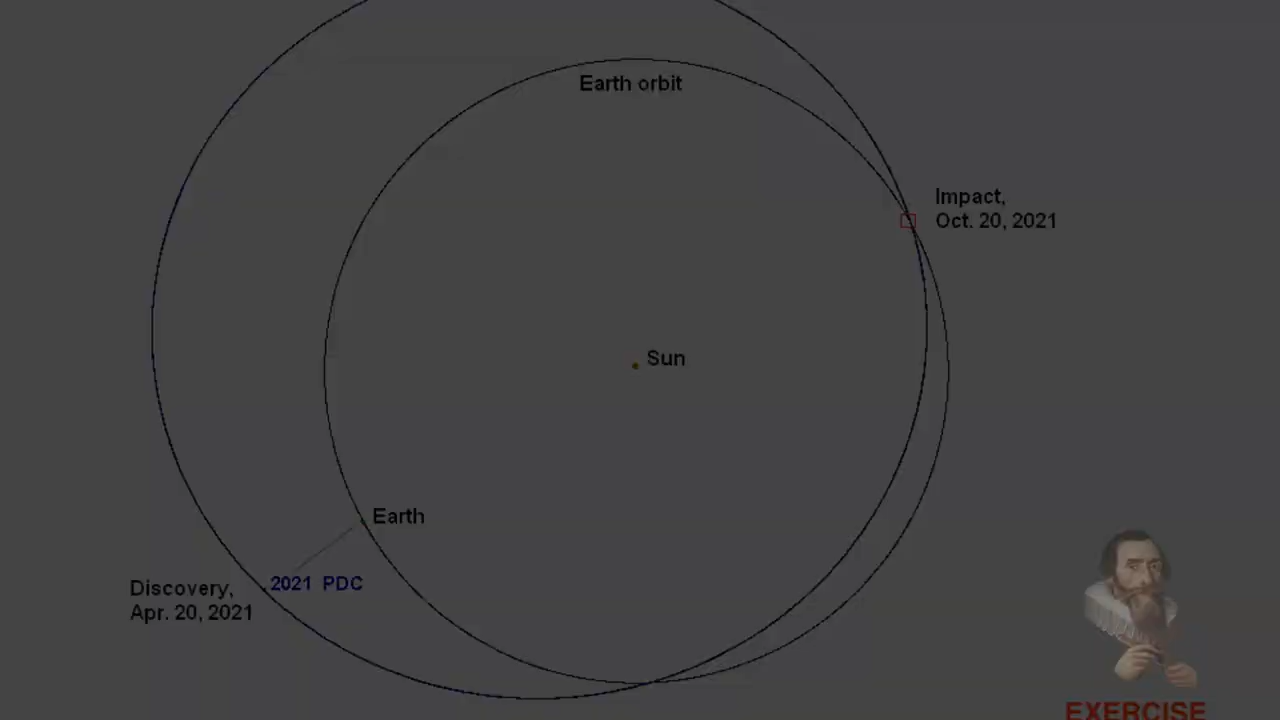 Earth orbit
Impact,
Oct. 20, 2021
Sun
Earth
2021 PDC
Discovery,
Apr. 20, 2021
EXERCISE